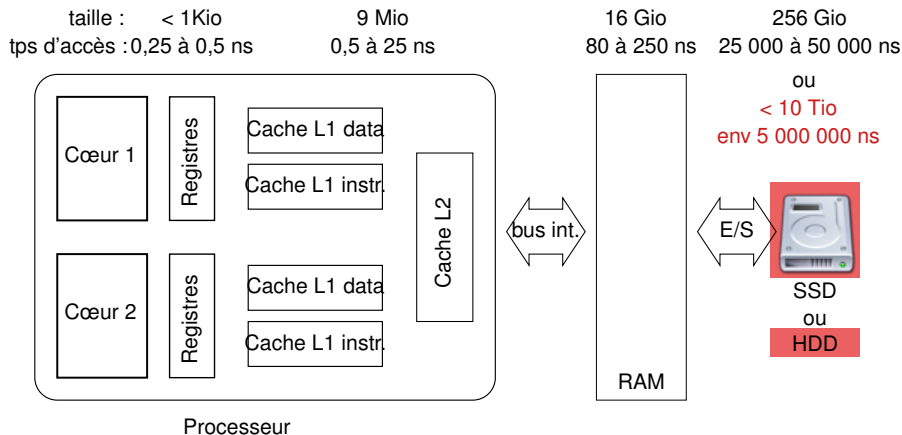 taille : < 1Kio 9 Mio 16 Gio 256 Gio
tps d'accès : 0,25 à 0,5 ns 0,5 à 25 ns 80 à 250 ns 25 000 à 50 000 ns
ou
< 10 Tio
env 5 000 000 ns
Cœur 1
Registres
Cache L1 data
Cache L1 instr.
Cœur 2
Registres
Cache L1 data
Cache L1 instr.
Cache L2
bus int.
RAM
E/S
SSD
ou
HDD
Processeur